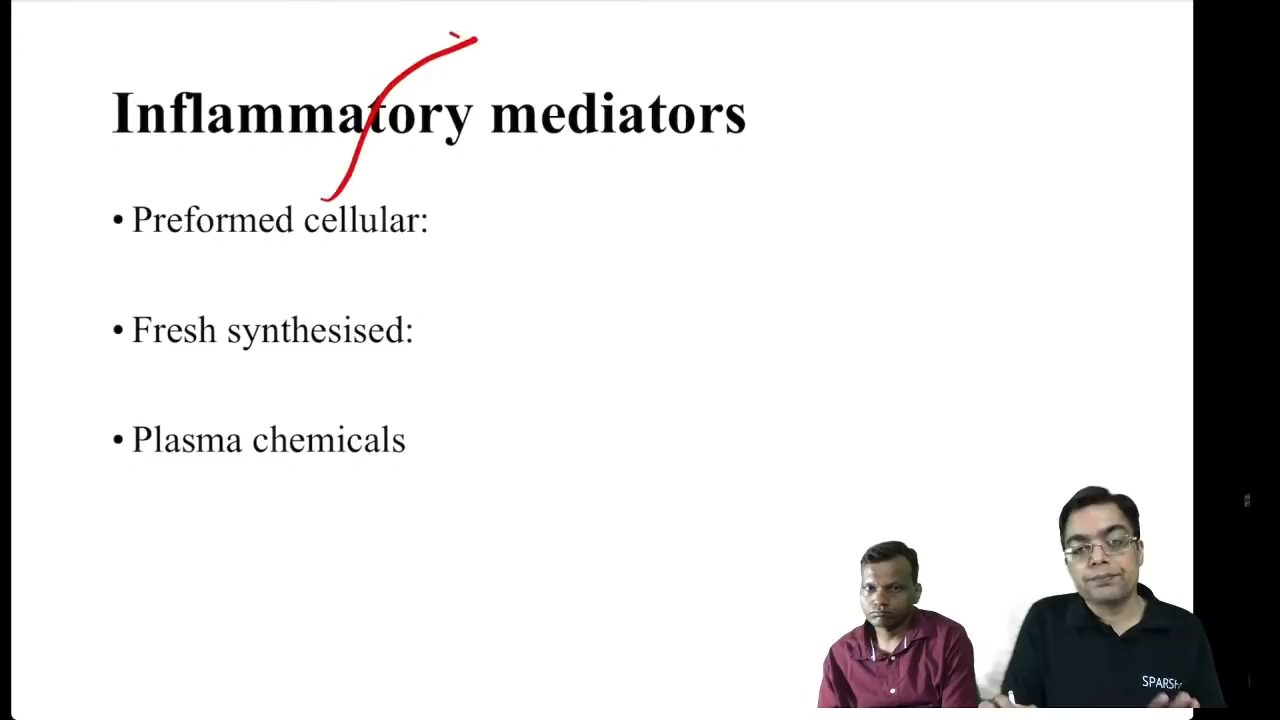 Inflammatory mediators
• Preformed cellular:
• Fresh synthesised:
• Plasma chemicals